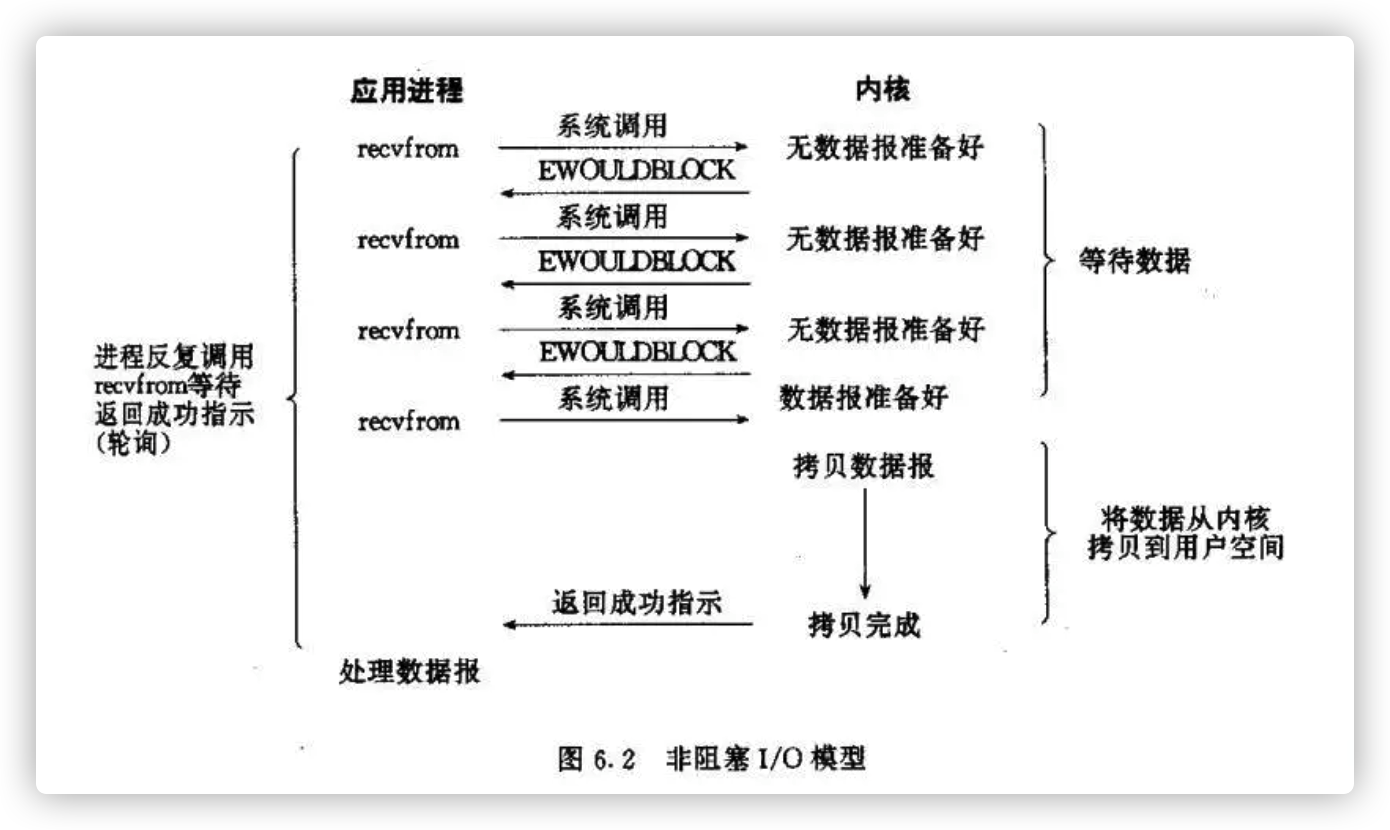 应用进程 内核
系统调用
recvfrom 无数据报准备好
EWOULDBLOCK
系统调用
recvfrom 无数据报准备好
EWOULDBLOCK
等待数据
系统调用
recvfrom 无数据报准备好
EWOULDBLOCK
进程反复调用
recvfrom等待
返回成功指示
(轮询)
系统调用 数据报准备好
recvfrom
拷贝数据报
将数据从内核
拷贝到用户空间
返回成功指示 拷贝完成
处理数据报
图 6.2 非阻塞 I/O 模型